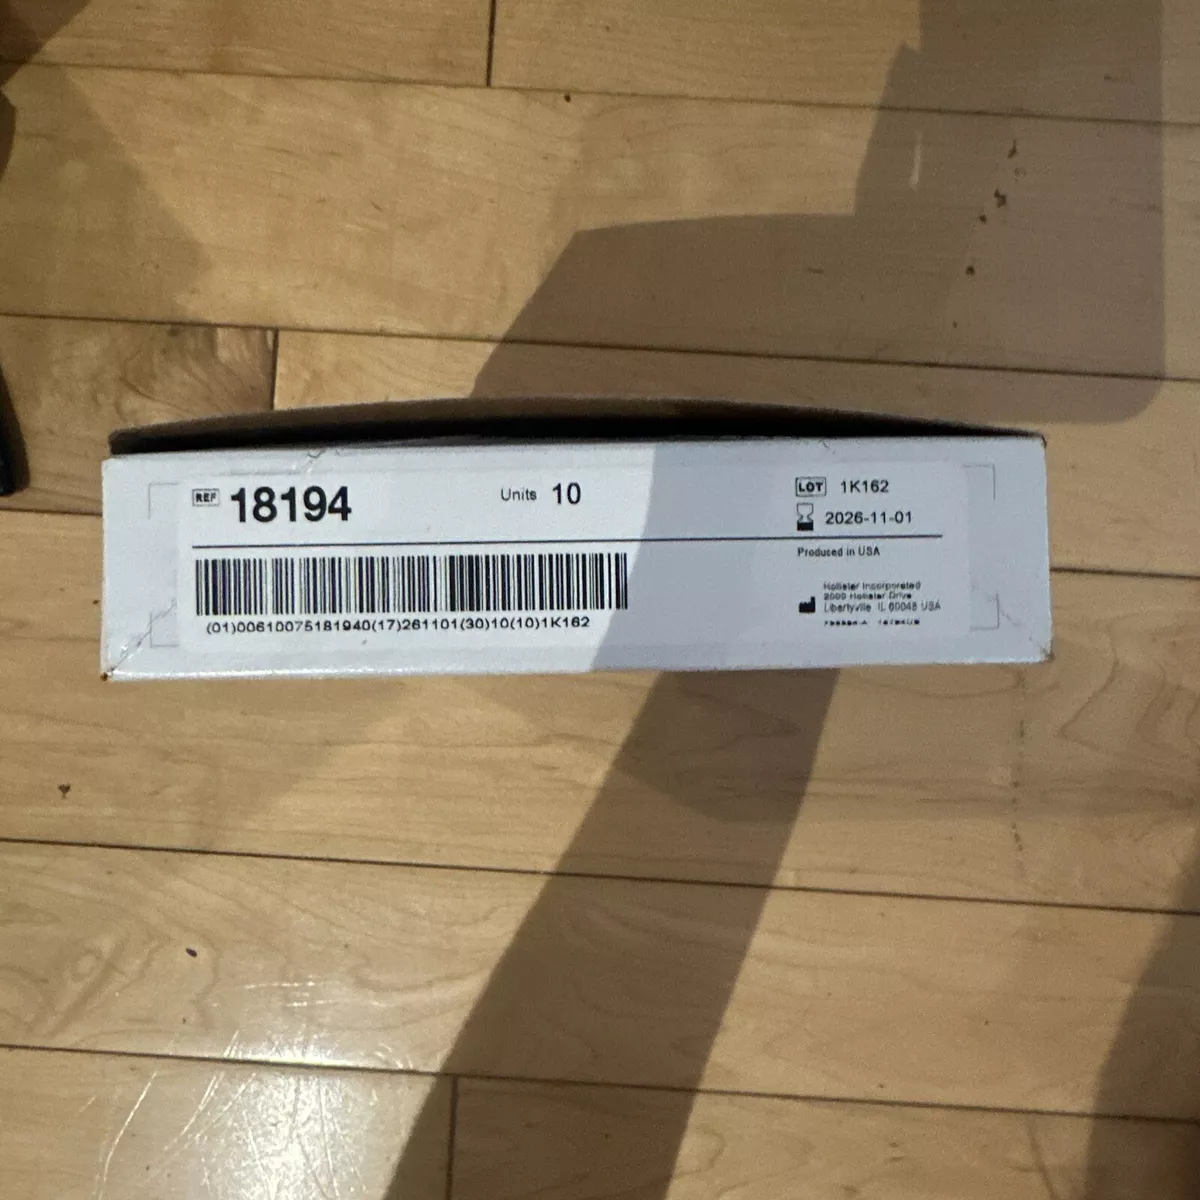 REF 18194 Units 10 LOT 1K162
2026-11-01
Produced in USA
(01)00610075181940(17)261101(30)10(10)1K162
Hollister Incorporated
2000 Hollister Drive
Libertyville IL 60048 USA